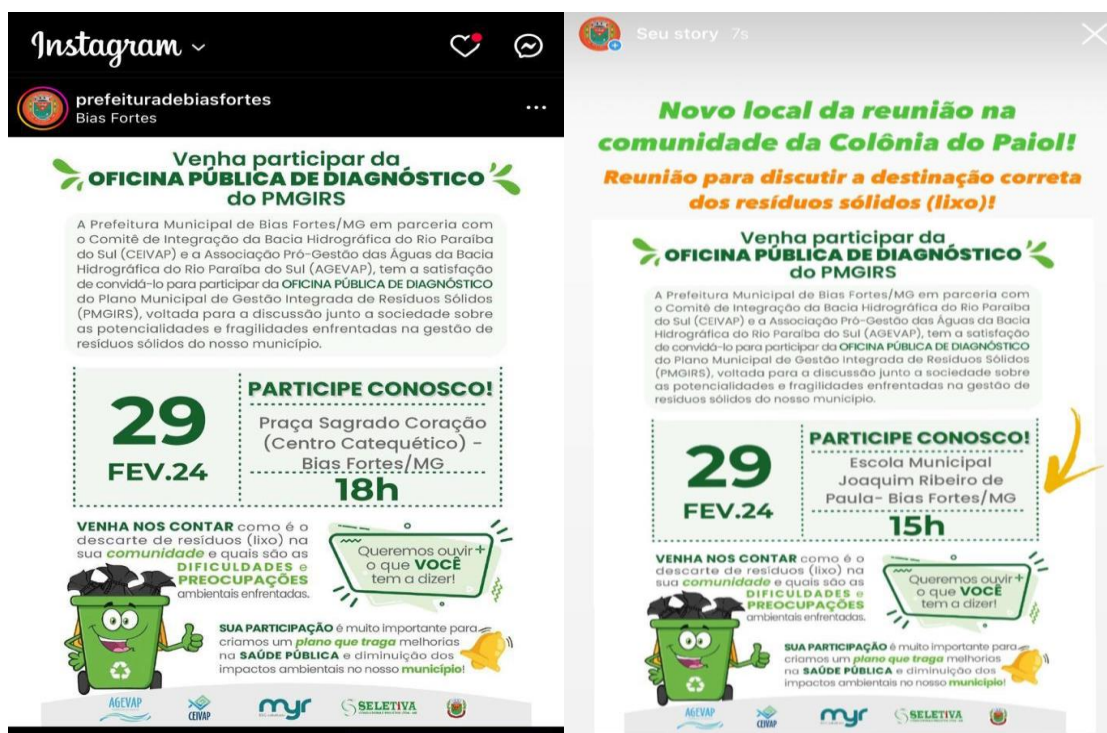 Instagram
prefeituradebiasfortes
Bias Fortes
Venha participar da
OFICINA PÚBLICA DE DIAGNÓSTICO
do PMGIRS
A Prefeitura Municipal de Bias Fortes/MG em parceria com
o Comitê de Integração da Bacia Hidrográfica do Rio Paraíba
do Sul (CEIVAP) e a Associação Pró-Gestão das Águas da Bacia
Hidrográfica do Rio Paraíba do Sul (AGEVAP), tem a satisfação
de convidá-lo para participar da OFICINA PÚBLICA DE DIAGNÓSTICO
do Plano Municipal de Gestão Integrada de Resíduos Sólidos
(PMGIRS), voltada para a discussão junto a sociedade sobre
as potencialidades e fragilidades enfrentadas na gestão de
resíduos sólidos do nosso município.
29
FEV.24
PARTICIPE CONOSCO!
Praça Sagrado Coração
(Centro Catequético) -
Bias Fortes/MG
18h
VENHA NOS CONTAR como é o
descarte de resíduos (lixo) na
sua comunidade e quais são as
DIFICULDADES e
PREOCUPAÇÕES
ambientais enfrentadas.
Queremos ouvir
o que VOCÊ
tem a dizer!
SUA PARTICIPAÇÃO é muito importante para
criamos um plano que traga melhorias
na SAÚDE PÚBLICA e diminuição dos
impactos ambientais no nosso município!
AGEVAP
CEIVAP
myr
SELETIVA
Seu story 7s
Novo local da reunião na
comunidade da Colônia do Paiol!
Reunião para discutir a destinação correta
dos resíduos sólidos (lixo)!
Venha participar da
OFICINA PÚBLICA DE DIAGNÓSTICO
do PMGIRS
A Prefeitura Municipal de Bias Fortes/MG em parceria com
o Comitê de Integração da Bacia Hidrográfica do Rio Paraíba
do Sul (CEIVAP) e a Associação Pró-Gestão das Águas da Bacia
Hidrográfica do Rio Paraíba do Sul (AGEVAP), tem a satisfação
de convidá-lo para participar da OFICINA PÚBLICA DE DIAGNÓSTICO
do Plano Municipal de Gestão Integrada de Resíduos Sólidos
(PMGIRS), voltada para a discussão junto a sociedade sobre
as potencialidades e fragilidades enfrentadas na gestão de
resíduos sólidos do nosso município.
29
FEV.24
PARTICIPE CONOSCO!
Escola Municipal
Joaquim Ribeiro de
Paula- Bias Fortes/MG
15h
VENHA NOS CONTAR como é o
descarte de resíduos (lixo) na
sua comunidade e quais são as
DIFICULDADES e
PREOCUPAÇÕES
ambientais enfrentadas.
Queremos ouvir
o que VOCÊ
tem a dizer!
SUA PARTICIPAÇÃO é muito importante para
criamos um plano que traga melhorias
na SAÚDE PÚBLICA e diminuição dos
impactos ambientais no nosso município!
AGEVAP
CEIVAP
myr
SELETIVA